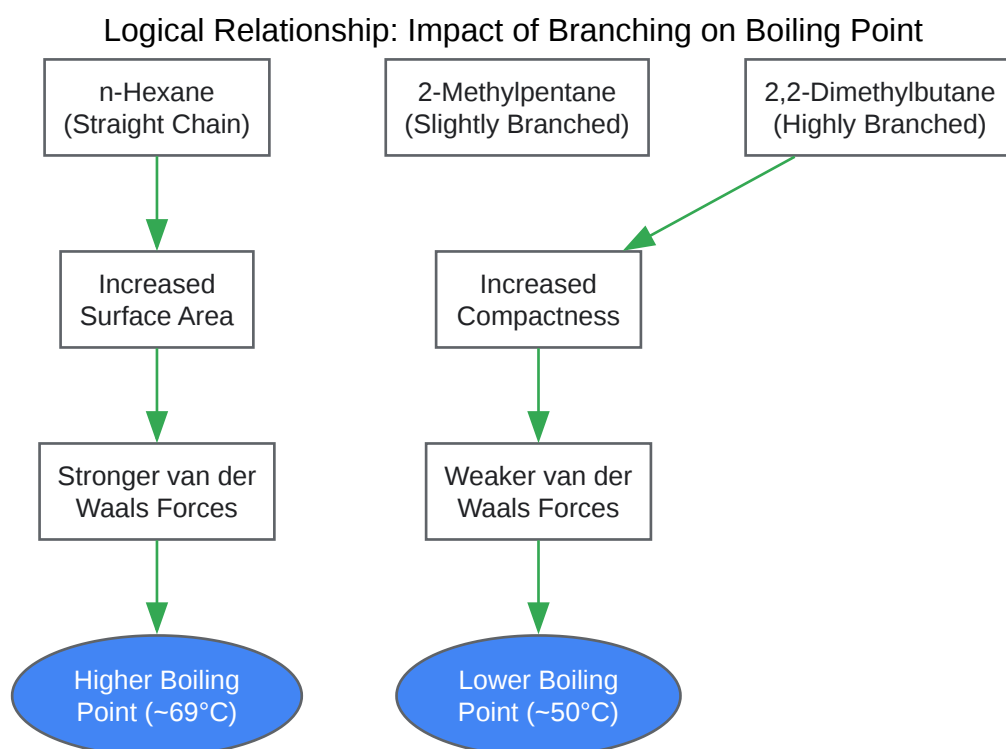 Logical Relationship: Impact of Branching on Boiling Point
n-Hexane
(Straight Chain)
2-Methylpentane
(Slightly Branched)
2,2-Dimethylbutane
(Highly Branched)
Increased
Surface Area
Increased
Compactness
Stronger van der
Waals Forces
Weaker van der
Waals Forces
Higher Boiling
Point (~69°C)
Lower Boiling
Point (~50°C)